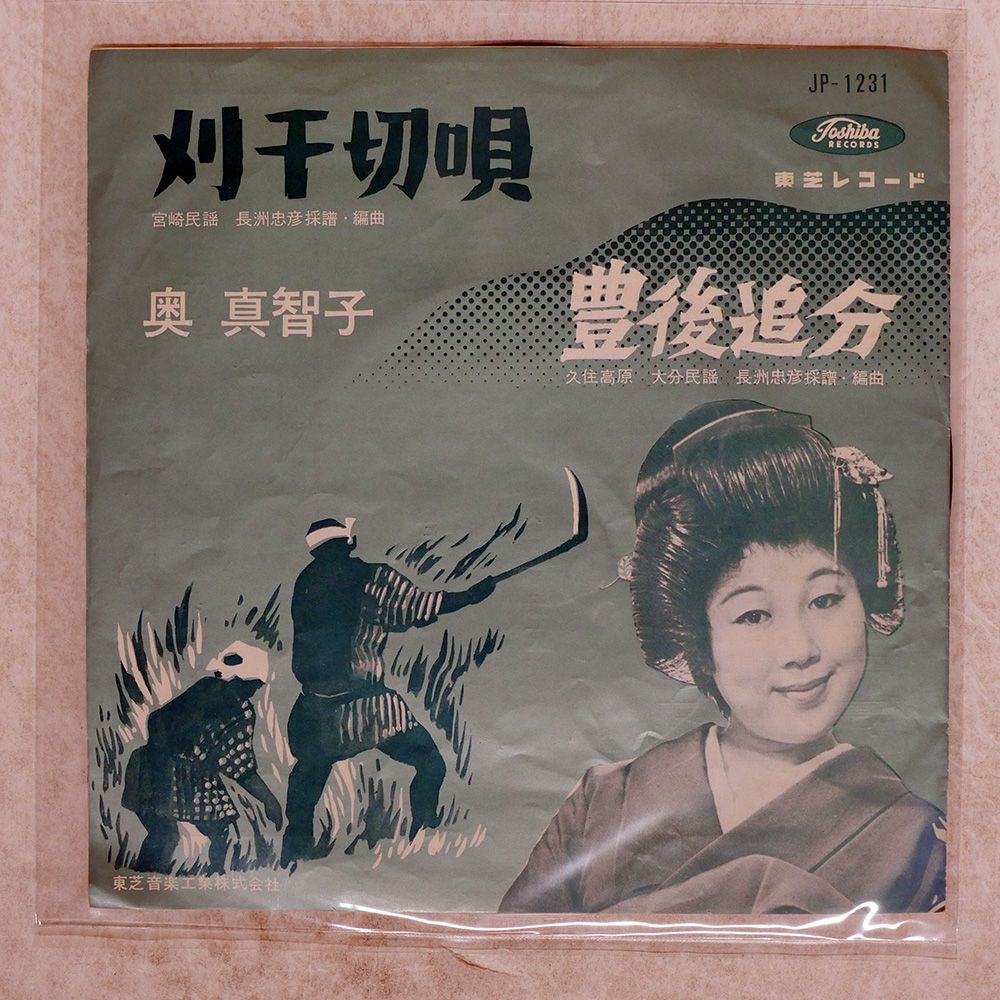 JP-1231
Toshiba
RECORDS
東芝レコード
刈干切唄
宮崎民謡　長洲忠彦採譜・編曲
奥 真智子
豊後追分
久住高原　大分民謡　長洲忠彦採譜・編曲
東芝音楽工業株式会社